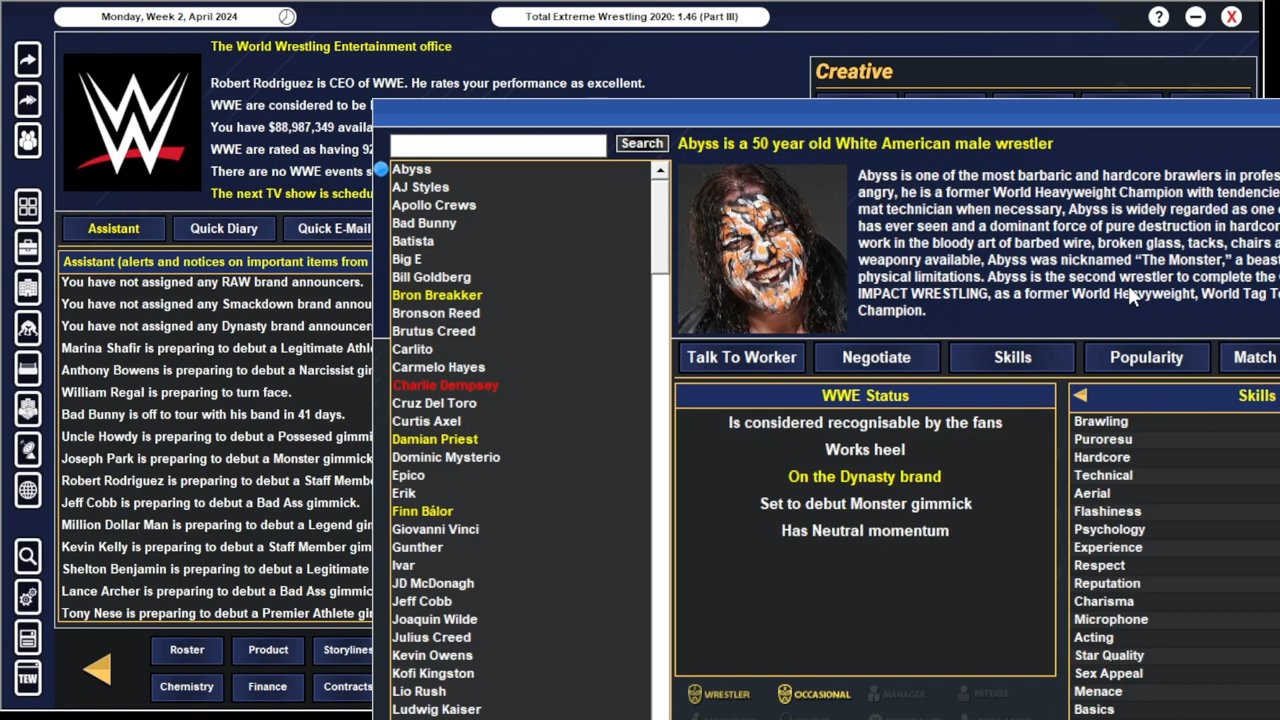 Monday, Week 2, April 2024
Total Extreme Wrestling 2020: 1.46 (Part III)
?
X
The World Wrestling Entertainment office
Robert Rodriguez is CEO of WWE. He rates your performance as excellent.
WWE are considered to be
You have $88,987,349 availa
WWE are rated as having 92
There are no WWE events s
The next TV show is schedu
Creative
Assistant
Quick Diary
Quick E-Mail
Assistant (alerts and notices on important items from
You have not assigned any RAW brand announcers.
You have not assigned any Smackdown brand annou
You have not assigned any Dynasty brand announcers
Marina Shafir is preparing to debut a Legitimate Athle
Anthony Bowens is preparing to debut a Narcissist gir
William Regal is preparing to turn face.
Bad Bunny is off to tour with his band in 41 days.
Uncle Howdy is preparing to debut a Possesed gimmi
Joseph Park is preparing to debut a Monster gimmick
Robert Rodriguez is preparing to debut a Staff Membe
Jeff Cobb is preparing to debut a Bad Ass gimmick.
Million Dollar Man is preparing to debut a Legend gir
Kevin Kelly is preparing to debut a Staff Member gim
Shelton Benjamin is preparing to debut a Legitimate
Lance Archer is preparing to debut a Bad Ass gimmic
Tony Nese is preparing to debut a Premier Athlete gi
Roster
Product
Storylines
Chemistry
Finance
Contracts
TEW
Search
Abyss
AJ Styles
Apollo Crews
Bad Bunny
Batista
Big E
Bill Goldberg
Bron Breakker
Bronson Reed
Brutus Creed
Carlito
Carmelo Hayes
Charlie Dempsey
Cruz Del Toro
Curtis Axel
Damian Priest
Dominic Mysterio
Epico
Erik
Finn Bálor
Giovanni Vinci
Gunther
Ivar
JD McDonagh
Jeff Cobb
Joaquin Wilde
Julius Creed
Kevin Owens
Kofi Kingston
Lio Rush
Ludwig Kaiser
Abyss is a 50 year old White American male wrestler
Abyss is one of the most barbaric and hardcore brawlers in profes
angry, he is a former World Heavyweight Champion with tendencie
mat technician when necessary, Abyss is widely regarded as one
has ever seen and a dominant force of pure destruction in hardcor
work in the bloody art of barbed wire, broken glass, tacks, chairs a
weaponry available, Abyss was nicknamed “The Monster,” a beast
physical limitations. Abyss is the second wrestler to complete the
IMPACT WRESTLING, as a former World Heavyweight, World Tag T
Champion.
Talk To Worker
Negotiate
Skills
Popularity
Match
WWE Status
Is considered recognisable by the fans
Works heel
On the Dynasty brand
Set to debut Monster gimmick
Has Neutral momentum
WRESTLER
OCCASIONAL
MANAGER
REFEREE
Skills
Brawling
Puroresu
Hardcore
Technical
Aerial
Flashiness
Psychology
Experience
Respect
Reputation
Charisma
Microphone
Acting
Star Quality
Sex Appeal
Menace
Basics